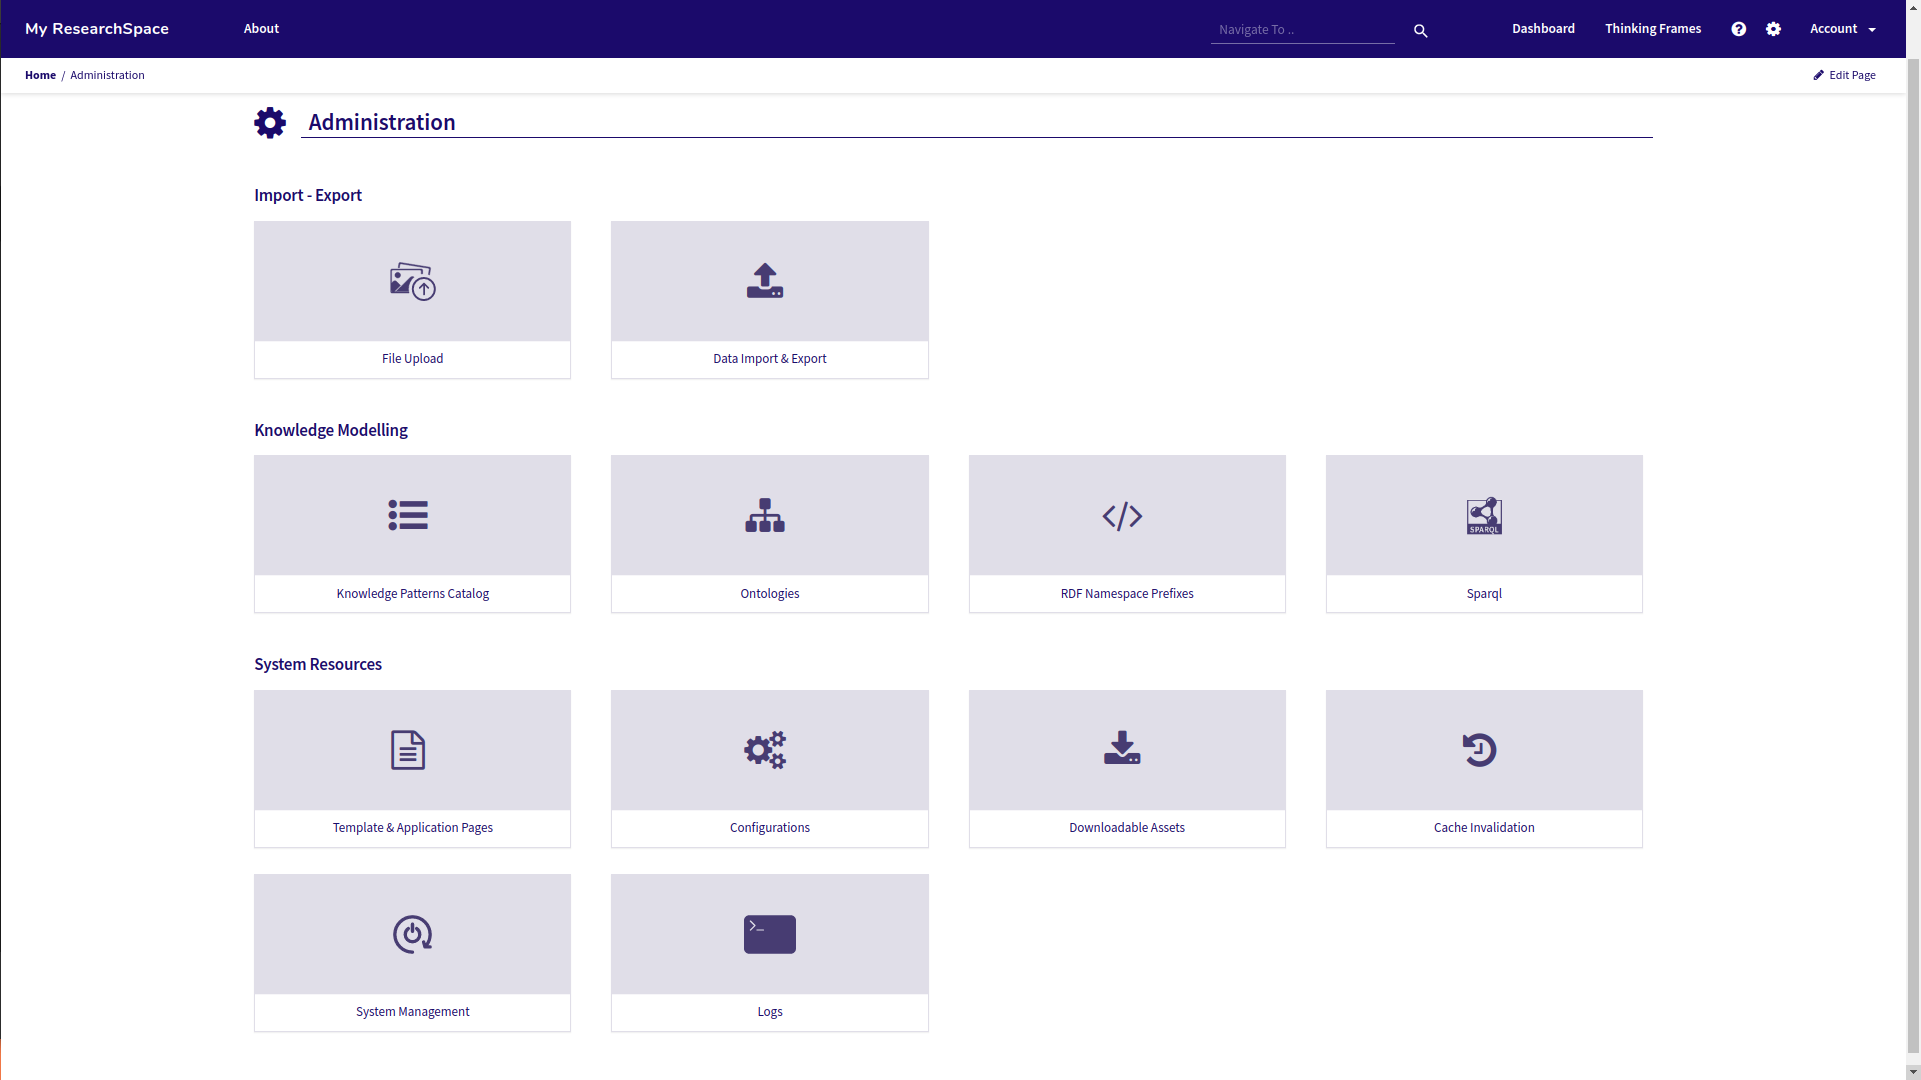 My ResearchSpace About Navigate To .. Dashboard Thinking Frames Account
Home / Administration Edit Page
Administration
Import - Export
File Upload Data Import & Export
Knowledge Modelling
SPARQL
Knowledge Patterns Catalog Ontologies RDF Namespace Prefixes Sparql
System Resources
Template & Application Pages Configurations Downloadable Assets Cache Invalidation
System Management Logs